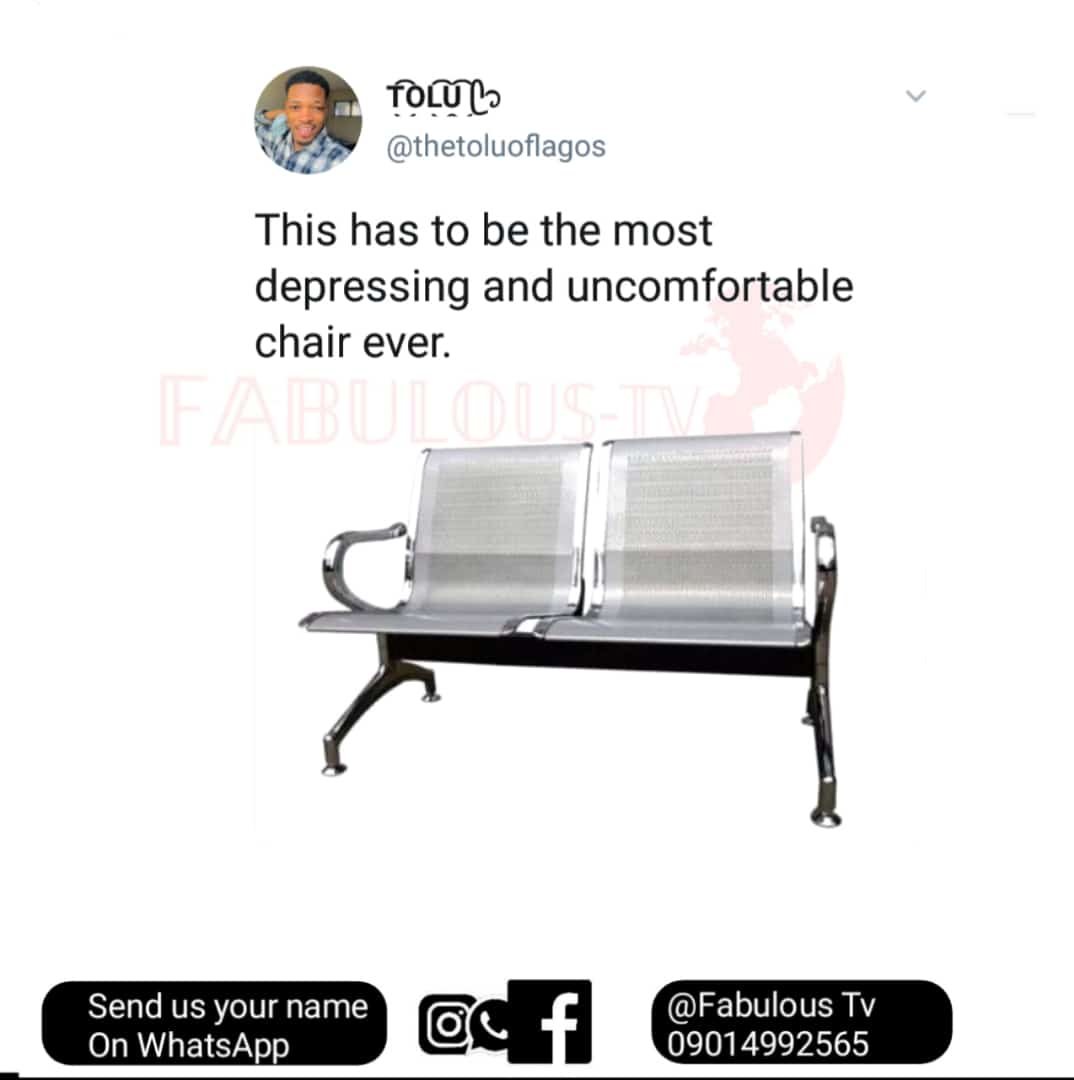 TOLU
@thetoluoflagos
This has to be the most
depressing and uncomfortable
chair ever.
FABULOUS-TV
Send us your name
On WhatsApp
@Fabulous Tv
09014992565